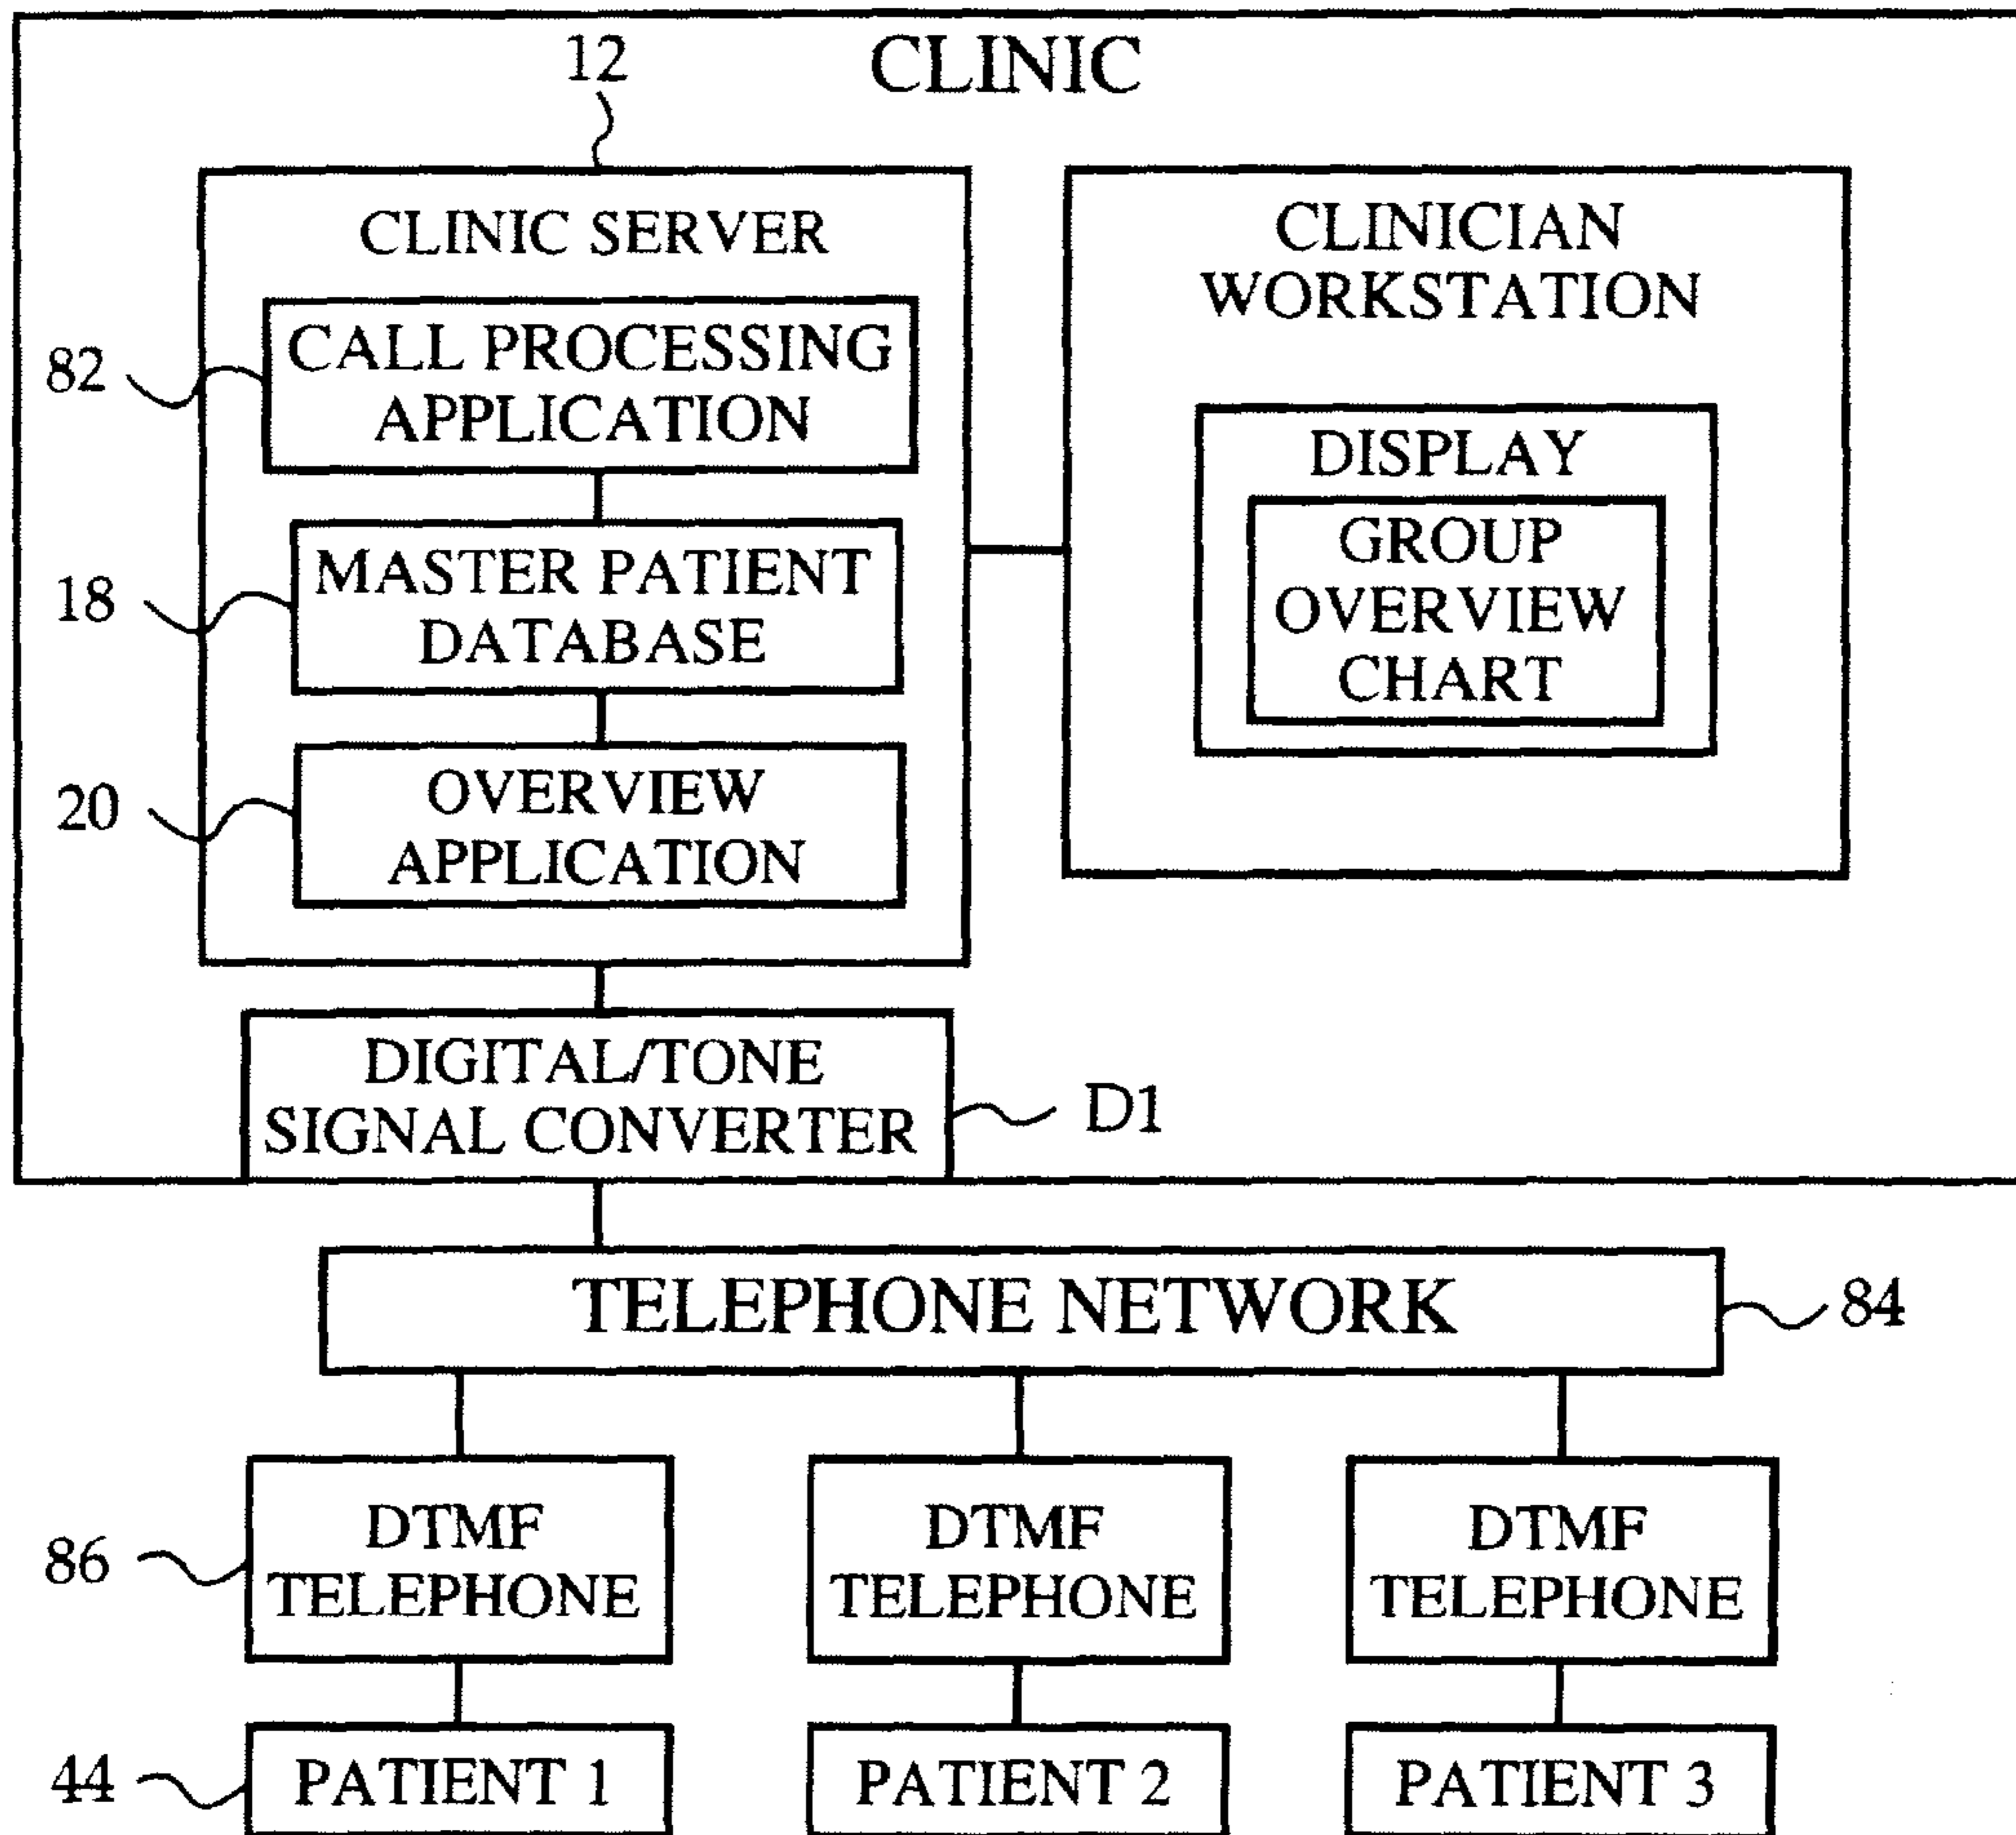 CLINIC
12
CLINIC SERVER
82
CALL PROCESSING
APPLICATION
18
MASTER PATIENT
DATABASE
20
OVERVIEW
APPLICATION
CLINICIAN
WORKSTATION
DISPLAY
GROUP
OVERVIEW
CHART
DIGITAL/TONE
SIGNAL CONVERTER
D1
TELEPHONE NETWORK
84
86
DTMF
TELEPHONE
DTMF
TELEPHONE
DTMF
TELEPHONE
44
PATIENT 1
PATIENT 2
PATIENT 3